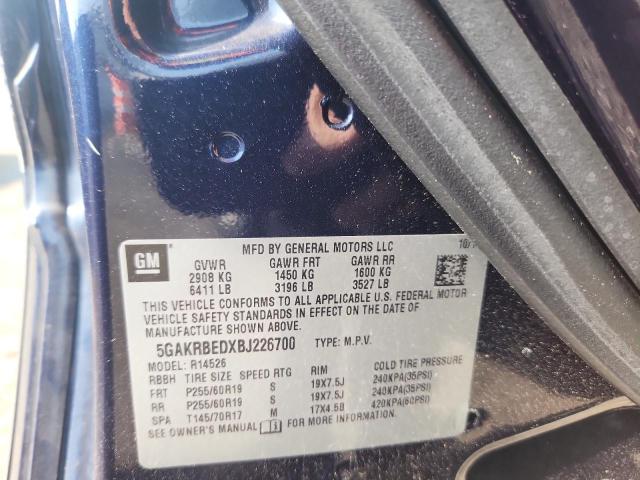 GM
MFD BY GENERAL MOTORS LLC 10/
GVWR GAWR FRT GAWR RR
2908 KG 1450 KG 1600 KG
6411 LB 3196 LB 3527 LB
THIS VEHICLE CONFORMS TO ALL APPLICABLE U.S. FEDERAL MOTOR
VEHICLE SAFETY STANDARDS IN EFFECT ON THE DATE OF
MANUFACTURE SHOWN ABOVE.
5GAKRBEDXBJ226700 TYPE: M.P.V.
R14526
RBBH TIRE SIZE SPEED RTG RIM COLD TIRE PRESSURE
FRT P255/60R19 S 19X7.5J 240KPA(35PSI)
RR P255/60R19 S 19X7.5J 240KPA(35PSI)
SPA T145/70R17 M 17X4.5B 420KPA(60PSI)
SEE OWNER'S MANUAL FOR MORE INFORMATION.